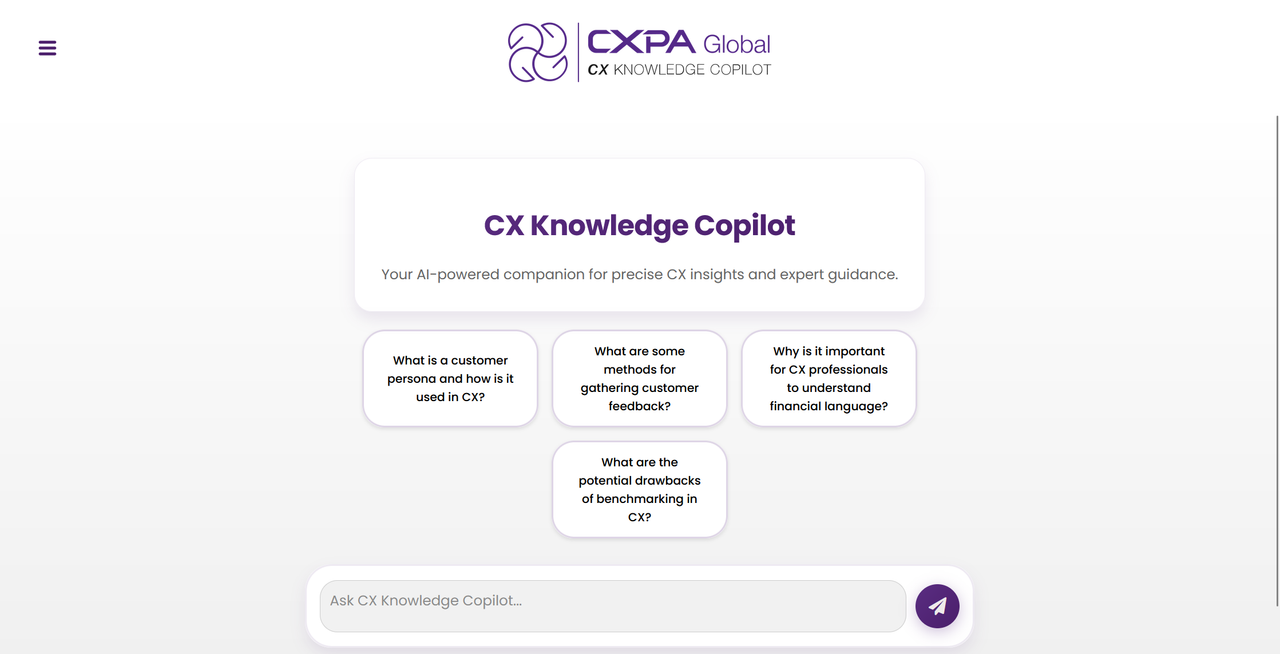 CXPA Global
CX KNOWLEDGE COPILOT
CX Knowledge Copilot
Your AI-powered companion for precise CX insights and expert guidance.
What is a customer
persona and how is it
used in CX?
What are some
methods for
gathering customer
feedback?
Why is it important
for CX professionals
to understand
financial language?
What are the
potential drawbacks
of benchmarking in
CX?
Ask CX Knowledge Copilot...